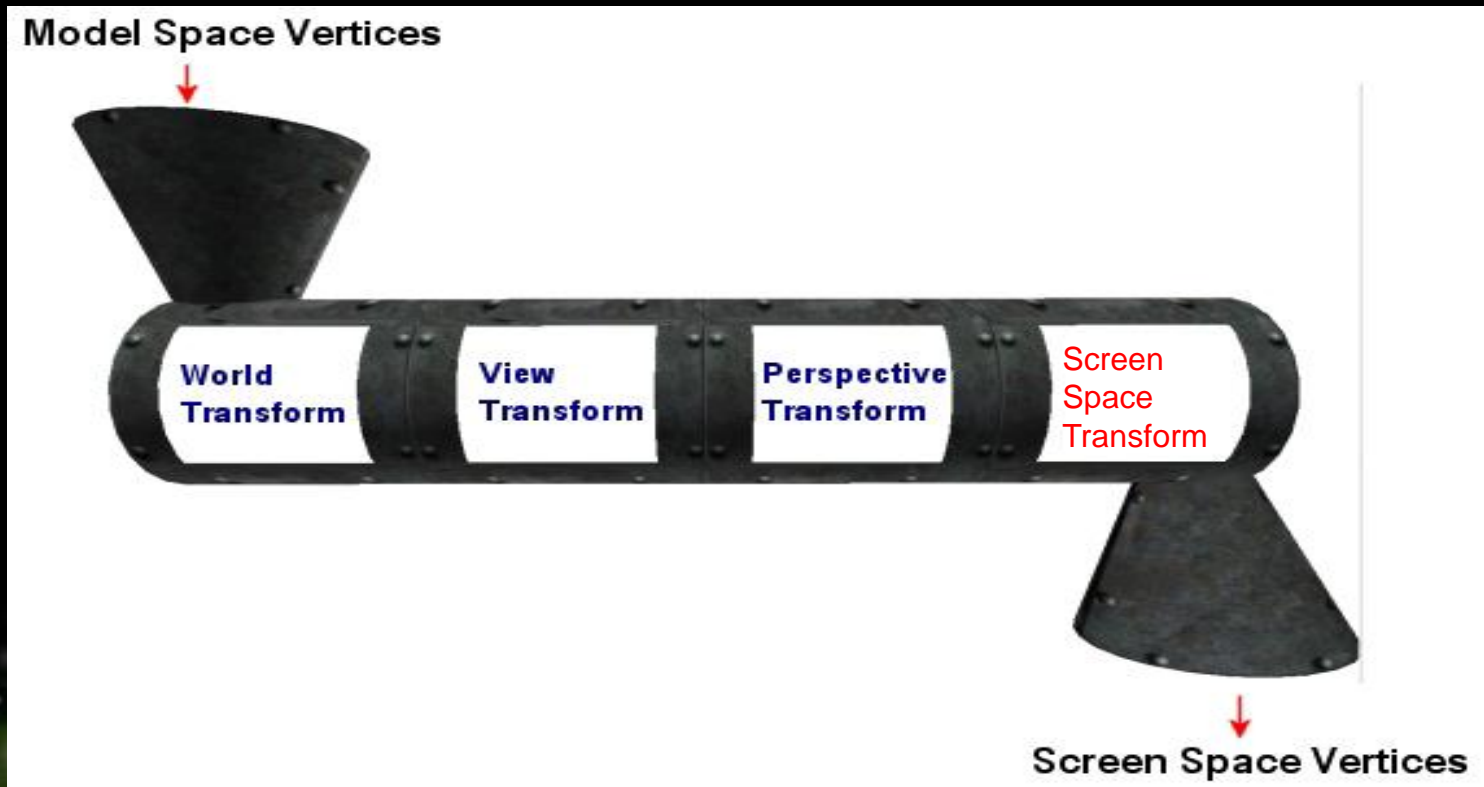 Model Space Vertices
World
Transform
View
Transform
Perspective
Transform
Screen
Space
Transform
Screen Space Vertices